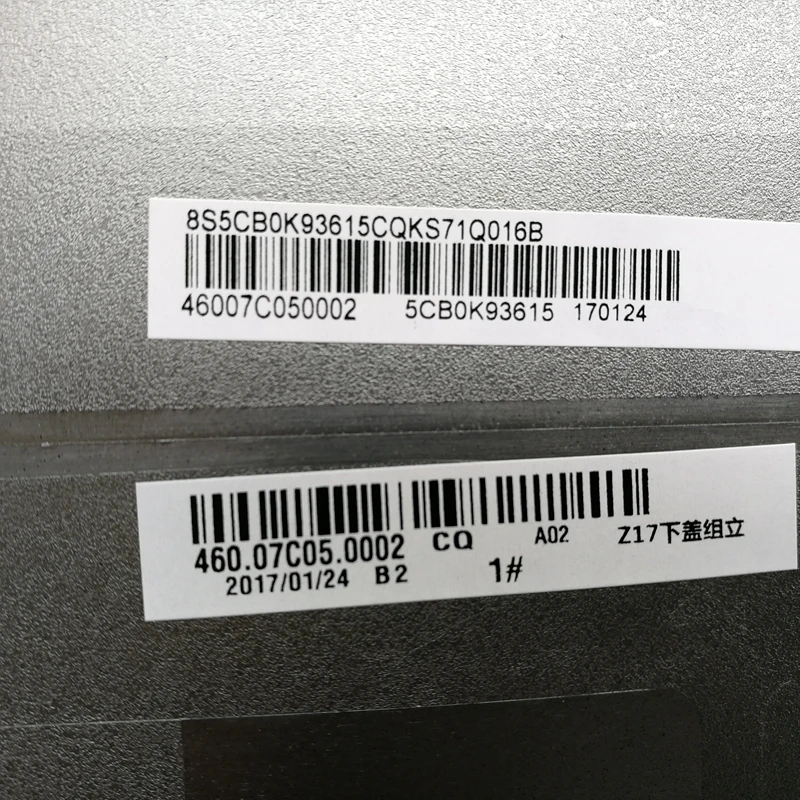 8S5CB0K93615CQKS71Q016B
46007C050002 5CB0K93615 170124
460.07C05.0002 CQ A02 Z17下盖组立
2017/01/24 B2 1#